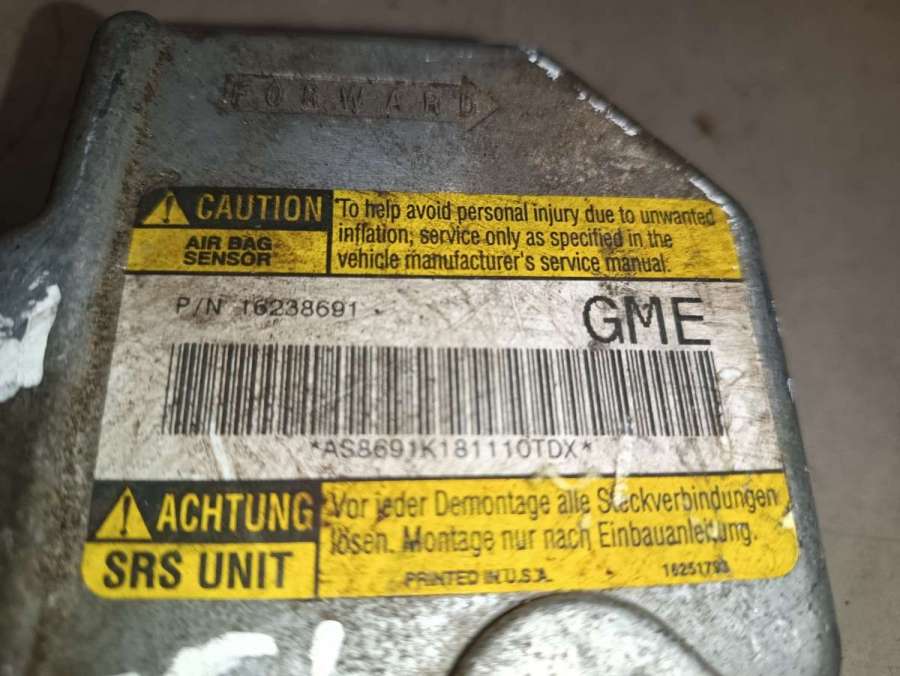 FORWARD
CAUTION
AIR BAG
SENSOR
To help avoid personal injury due to unwanted
inflation, service only as specified in the
vehicle manufacturer's service manual.
P/N 16238691
GME
*AS8691K181110TDX*
ACHTUNG
SRS UNIT
Vor jeder Demontage alle Steckverbindungen
lösen. Montage nur nach Einbauanleitung.
PRINTED IN U.S.A.
16251793